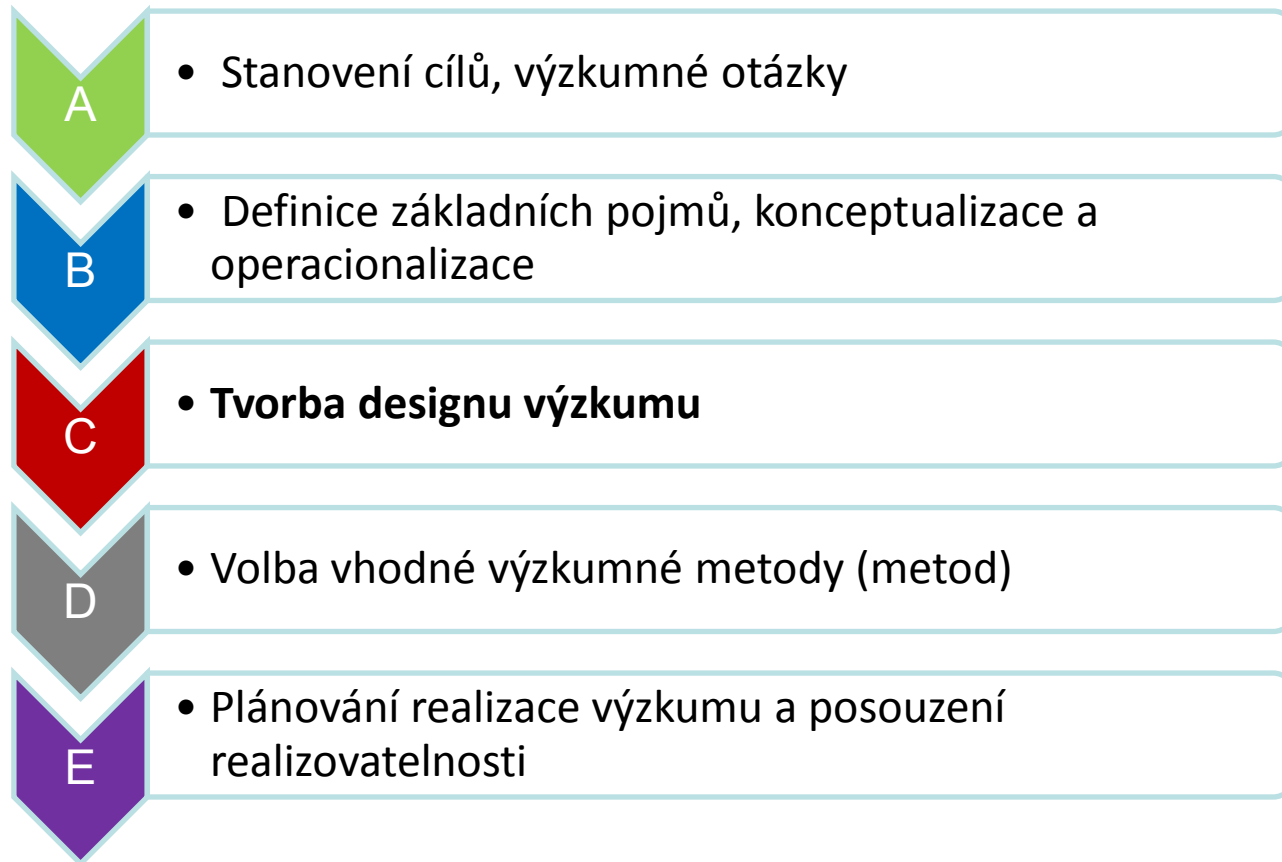 A
• Stanovení cílů, výzkumné otázky
B
• Definice základních pojmů, konceptualizace a
operacionalizace
C
• Tvorba designu výzkumu
D
• Volba vhodné výzkumné metody (metod)
E
• Plánování realizace výzkumu a posouzení
realizovatelnosti